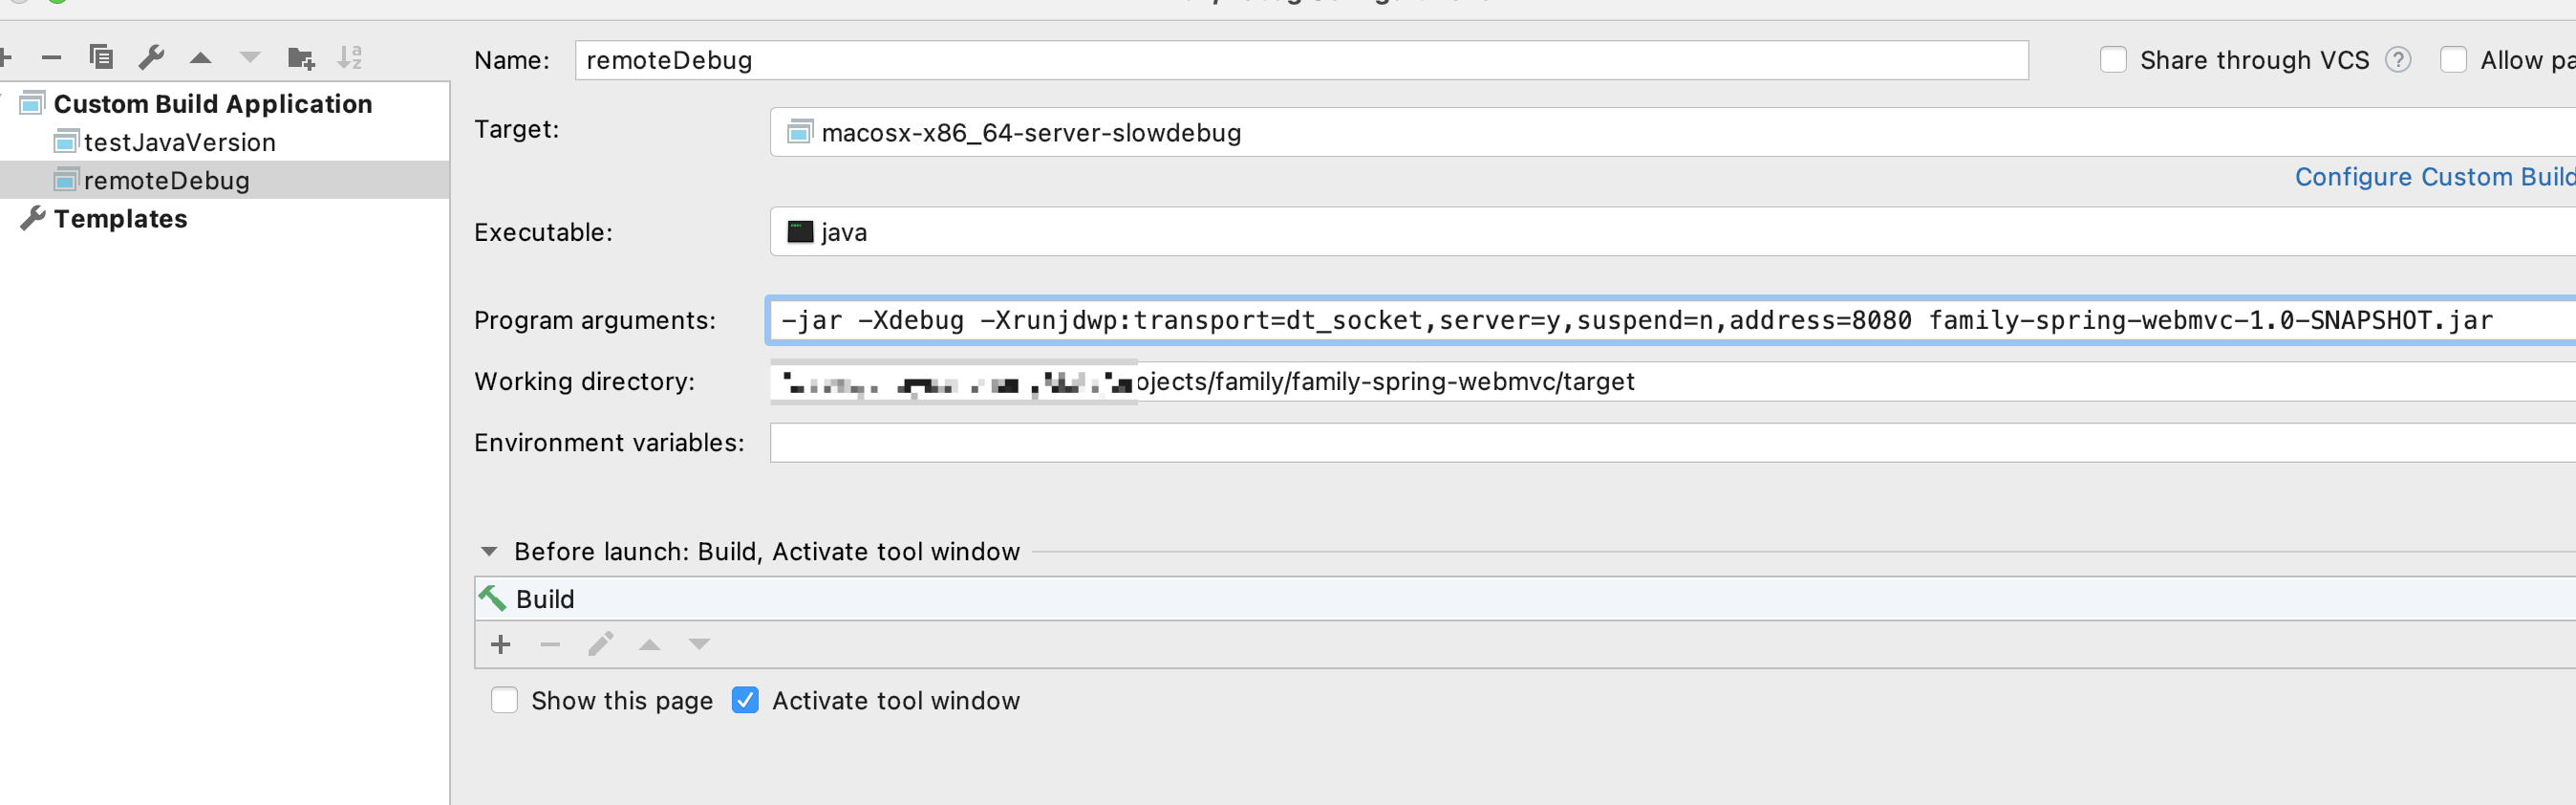 Name: remoteDebug Share through VCS ? Allow pa
Custom Build Application
testJavaVersion
remoteDebug
Templates
Target: macosx-x86_64-server-slowdebug
Configure Custom Build
Executable: java
Program arguments: -jar -Xdebug -Xrunjdwp:transport=dt_socket,server=y,suspend=n,address=8080 family-spring-webmvc-1.0-SNAPSHOT.jar
Working directory: ojects/family/family-spring-webmvc/target
Environment variables:
Before launch: Build, Activate tool window
Build
Show this page Activate tool window